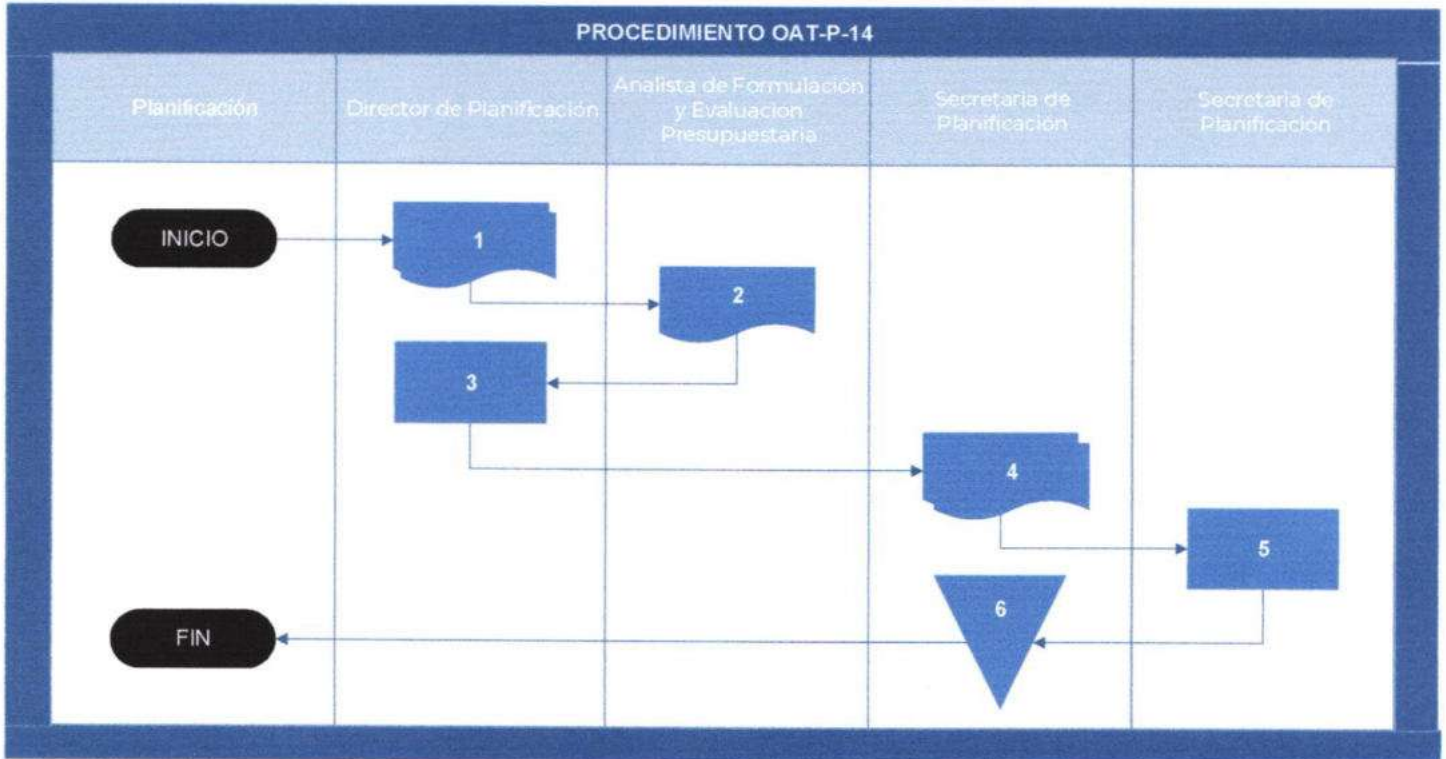 PROCEDIMIENTO OAT-P-14
Planificación
Director de Planificación
Analista de Formulación
y Evaluacion
Presupuestaria
Secretaria de
Planificación
Secretaria de
Planificación
INICIO
1
2
3
4
5
6
FIN